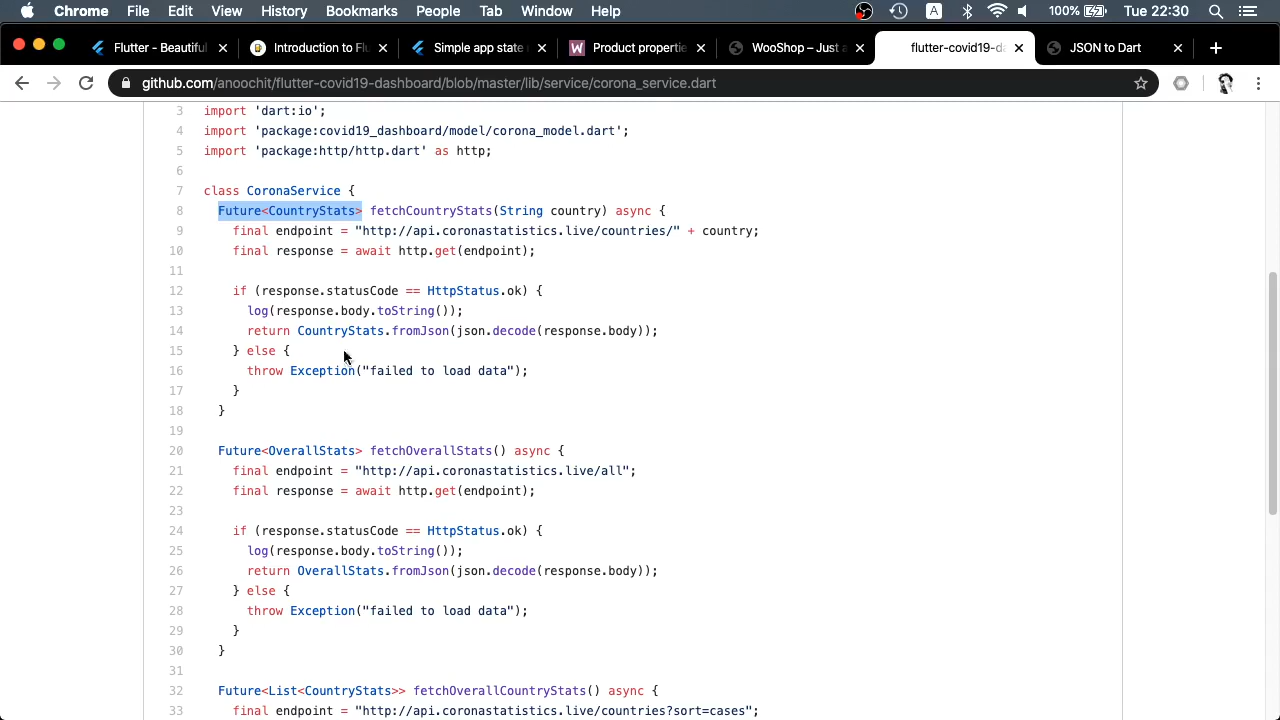 Chrome File Edit View History Bookmarks People Tab Window Help A 100% Tue 22:30
Flutter - Beautiful Introduction to Flu Simple app state Product propertie WooShop – Just a flutter-covid19-da JSON to Dart
github.com/anoochit/flutter-covid19-dashboard/blob/master/lib/service/corona_service.dart
3 import 'dart:io';
4 import 'package:covid19_dashboard/model/corona_model.dart';
5 import 'package:http/http.dart' as http;
6
7 class CoronaService {
8 Future<CountryStats> fetchCountryStats(String country) async {
9 final endpoint = "http://api.coronastatistics.live/countries/" + country;
10 final response = await http.get(endpoint);
11
12 if (response.statusCode == HttpStatus.ok) {
13 log(response.body.toString());
14 return CountryStats.fromJson(json.decode(response.body));
15 } else {
16 throw Exception("failed to load data");
17 }
18 }
19
20 Future<OverallStats> fetchOverallStats() async {
21 final endpoint = "http://api.coronastatistics.live/all";
22 final response = await http.get(endpoint);
23
24 if (response.statusCode == HttpStatus.ok) {
25 log(response.body.toString());
26 return OverallStats.fromJson(json.decode(response.body));
27 } else {
28 throw Exception("failed to load data");
29 }
30 }
31
32 Future<List<CountryStats>> fetchOverallCountryStats() async {
33 final endpoint = "http://api.coronastatistics.live/countries?sort=cases";